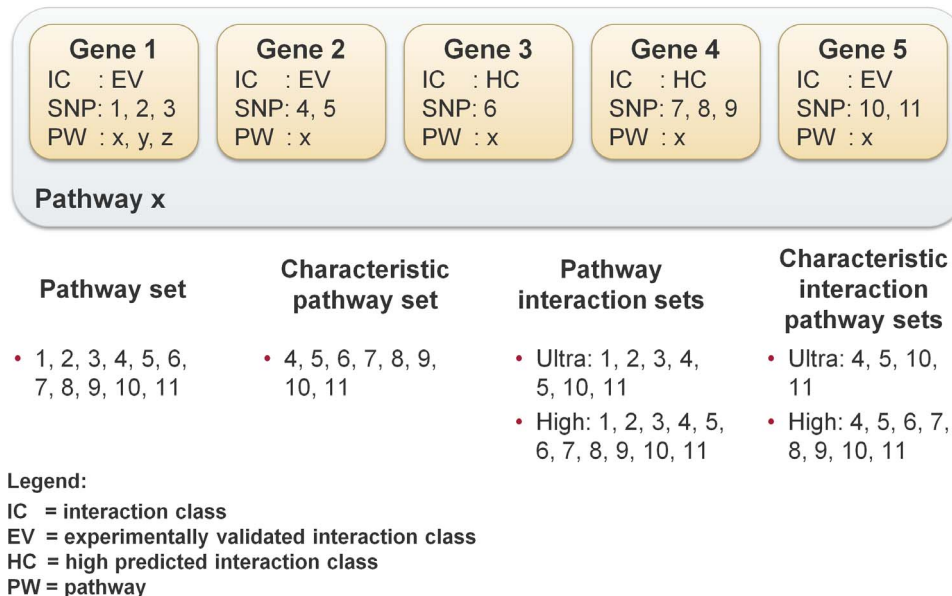 Gene 1
IC : EV
SNP: 1, 2, 3
PW : x, y, z
Gene 2
IC : EV
SNP: 4, 5
PW : x
Gene 3
IC : HC
SNP: 6
PW : x
Gene 4
IC : HC
SNP: 7, 8, 9
PW : x
Gene 5
IC : EV
SNP: 10, 11
PW : x
Pathway x
Pathway set
• 1, 2, 3, 4, 5, 6,
7, 8, 9, 10, 11
Characteristic
pathway set
• 4, 5, 6, 7, 8, 9,
10, 11
Pathway
interaction sets
• Ultra: 1, 2, 3, 4,
5, 10, 11
• High: 1, 2, 3, 4, 5,
6, 7, 8, 9, 10, 11
Characteristic
interaction
pathway sets
• Ultra: 4, 5, 10,
11
• High: 4, 5, 6, 7,
8, 9, 10, 11
Legend:
IC = interaction class
EV = experimentally validated interaction class
HC = high predicted interaction class
PW = pathway